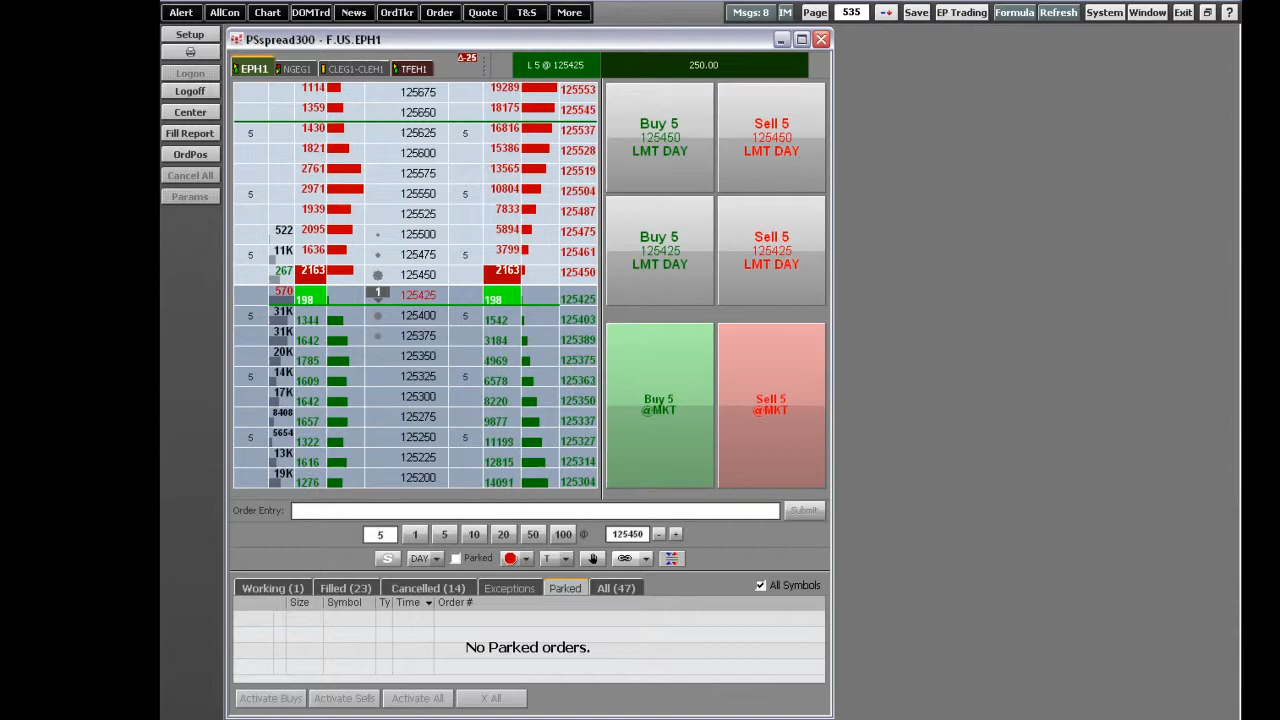 Alert AllCon Chart DOMTrd News OrdTkr Order Quote T&S More Msgs: 8 IM Page 535 Save EP Trading Formula Refresh System Window Exit ?
Setup
Logon
Logoff
Center
Fill Report
OrdPos
Cancel All
Params
PSspread300 - F.US.EPH1
EPH1 NGEG1 CLEG1-CLEH1 TFEH1 Δ-25 L 5 @ 125425 250.00
1114 125675 19289 125553
1359 125650 18175 125545
5 1430 125625 5 16816 125537
1821 125600 15386 125528
2761 125575 13565 125519
5 2971 125550 5 10804 125504
1939 125525 7833 125487
522 2095 125500 5894 125475
5 11K 1636 125475 5 3799 125461
267 2163 125450 2163 125450
570 198 1 125425 198 125425
5 31K 1344 125400 5 1542 125403
31K 1642 125375 3184 125389
20K 1785 125350 4969 125375
5 14K 1609 125325 5 6578 125363
17K 1642 125300 8220 125350
8408 1657 125275 9877 125337
5 5654 1322 125250 5 11199 125327
13K 1616 125225 12815 125314
19K 1276 125200 14091 125304
Buy 5
125450
LMT DAY
Sell 5
125450
LMT DAY
Buy 5
125425
LMT DAY
Sell 5
125425
LMT DAY
Buy 5
@MKT
Sell 5
@MKT
Order Entry: Submit
5 1 5 10 20 50 100 @ 125450 - +
S DAY Parked T
Working (1) Filled (23) Cancelled (14) Exceptions Parked All (47) All Symbols
Size Symbol Ty Time Order #
No Parked orders.
Activate Buys Activate Sells Activate All X All